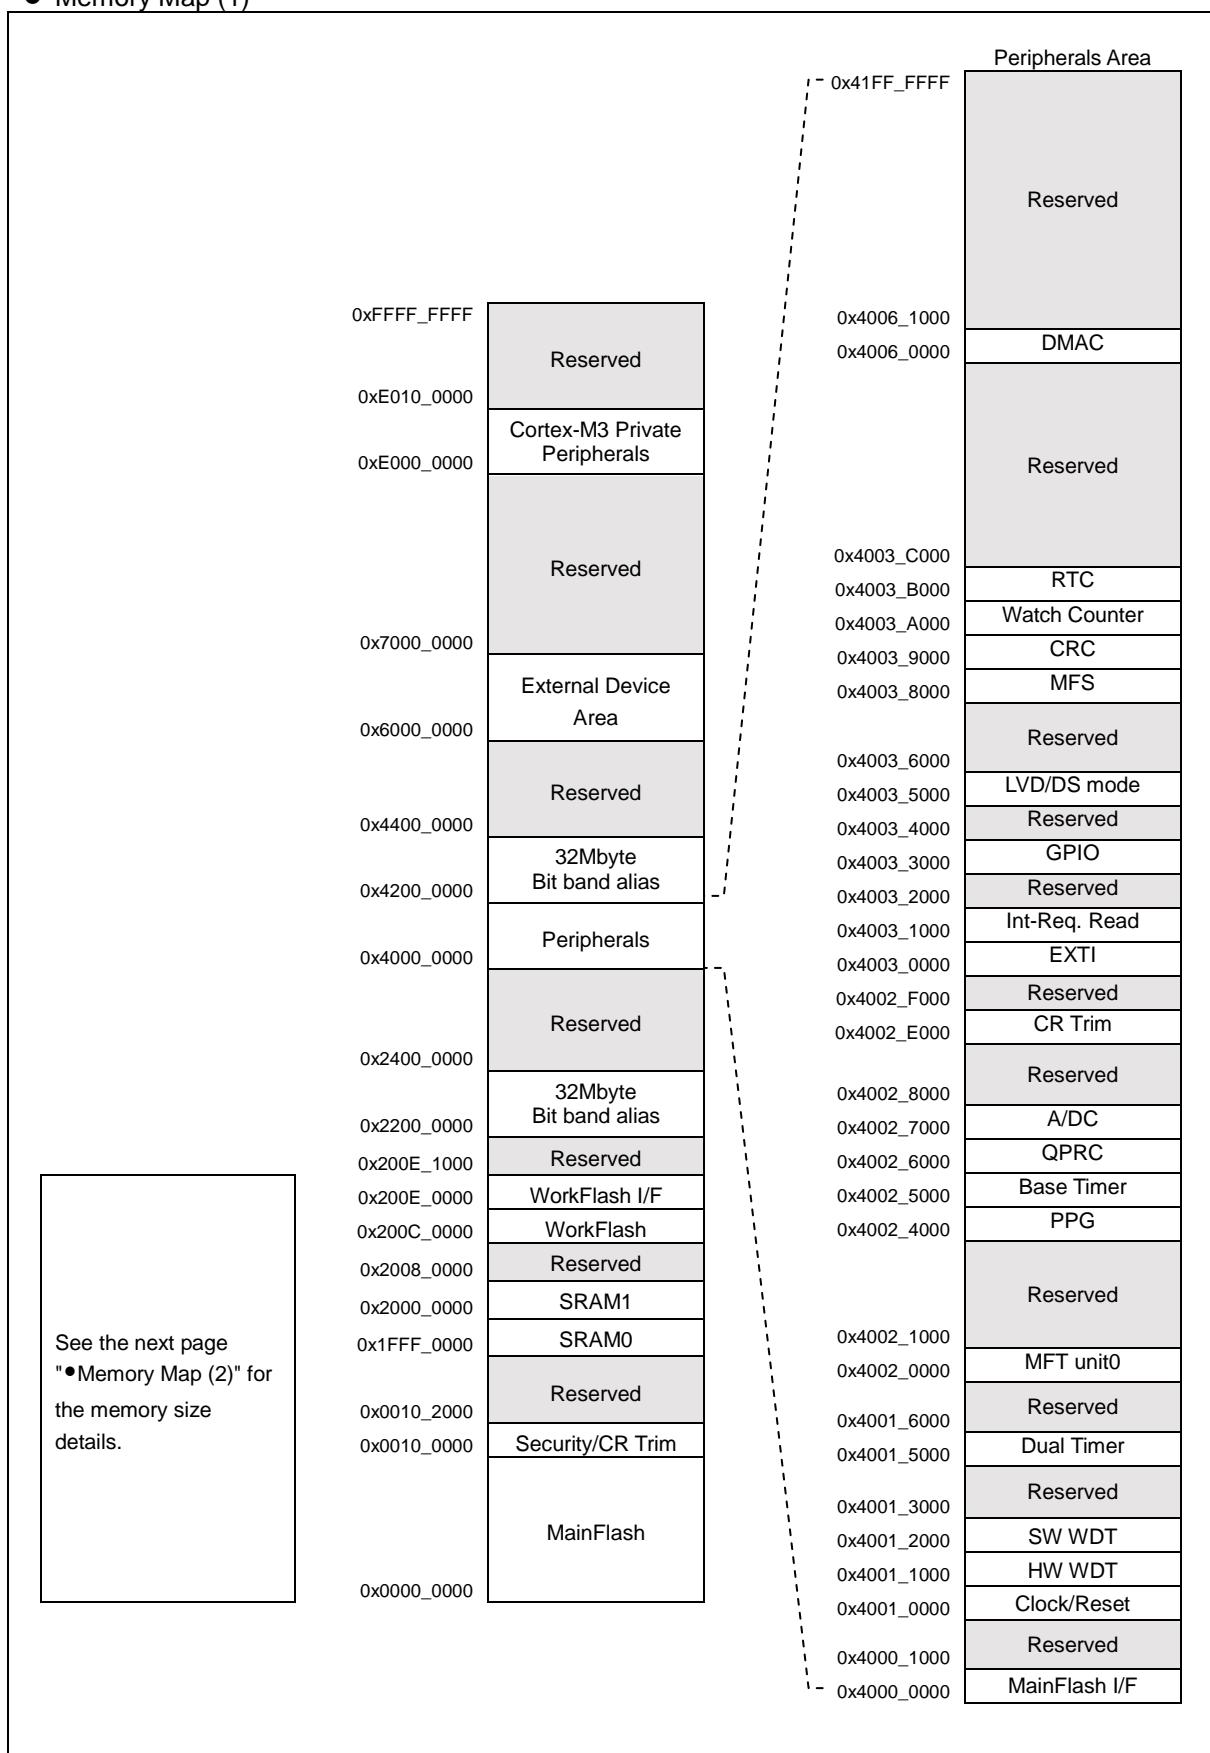 ● Memory Map (1)
Peripherals Area
0x41FF_FFFF
Reserved
0x4006_1000
DMAC
0x4006_0000
Reserved
0x4003_C000
RTC
0x4003_B000
Watch Counter
0x4003_A000
CRC
0x4003_9000
MFS
0x4003_8000
Reserved
0x4003_6000
LVD/DS mode
0x4003_5000
Reserved
0x4003_4000
GPIO
0x4003_3000
Reserved
0x4003_2000
Int-Req. Read
0x4003_1000
EXTI
0x4003_0000
Reserved
0x4002_F000
CR Trim
0x4002_E000
Reserved
0x4002_8000
A/DC
0x4002_7000
QPRC
0x4002_6000
Base Timer
0x4002_5000
PPG
0x4002_4000
Reserved
0x4002_1000
MFT unit0
0x4002_0000
Reserved
0x4001_6000
Dual Timer
0x4001_5000
Reserved
0x4001_3000
SW WDT
0x4001_2000
HW WDT
0x4001_1000
Clock/Reset
0x4001_0000
Reserved
0x4000_1000
MainFlash I/F
0x4000_0000
0xFFFF_FFFF
Reserved
0xE010_0000
Cortex-M3 Private
Peripherals
0xE000_0000
Reserved
0x7000_0000
External Device
Area
0x6000_0000
Reserved
0x4400_0000
32Mbyte
Bit band alias
0x4200_0000
Peripherals
0x4000_0000
Reserved
0x2400_0000
32Mbyte
Bit band alias
0x2200_0000
Reserved
0x200E_1000
WorkFlash I/F
0x200E_0000
WorkFlash
0x200C_0000
Reserved
0x2008_0000
SRAM1
0x2000_0000
SRAM0
0x1FFF_0000
Reserved
0x0010_2000
Security/CR Trim
0x0010_0000
MainFlash
0x0000_0000
See the next page
"●Memory Map (2)" for
the memory size
details.